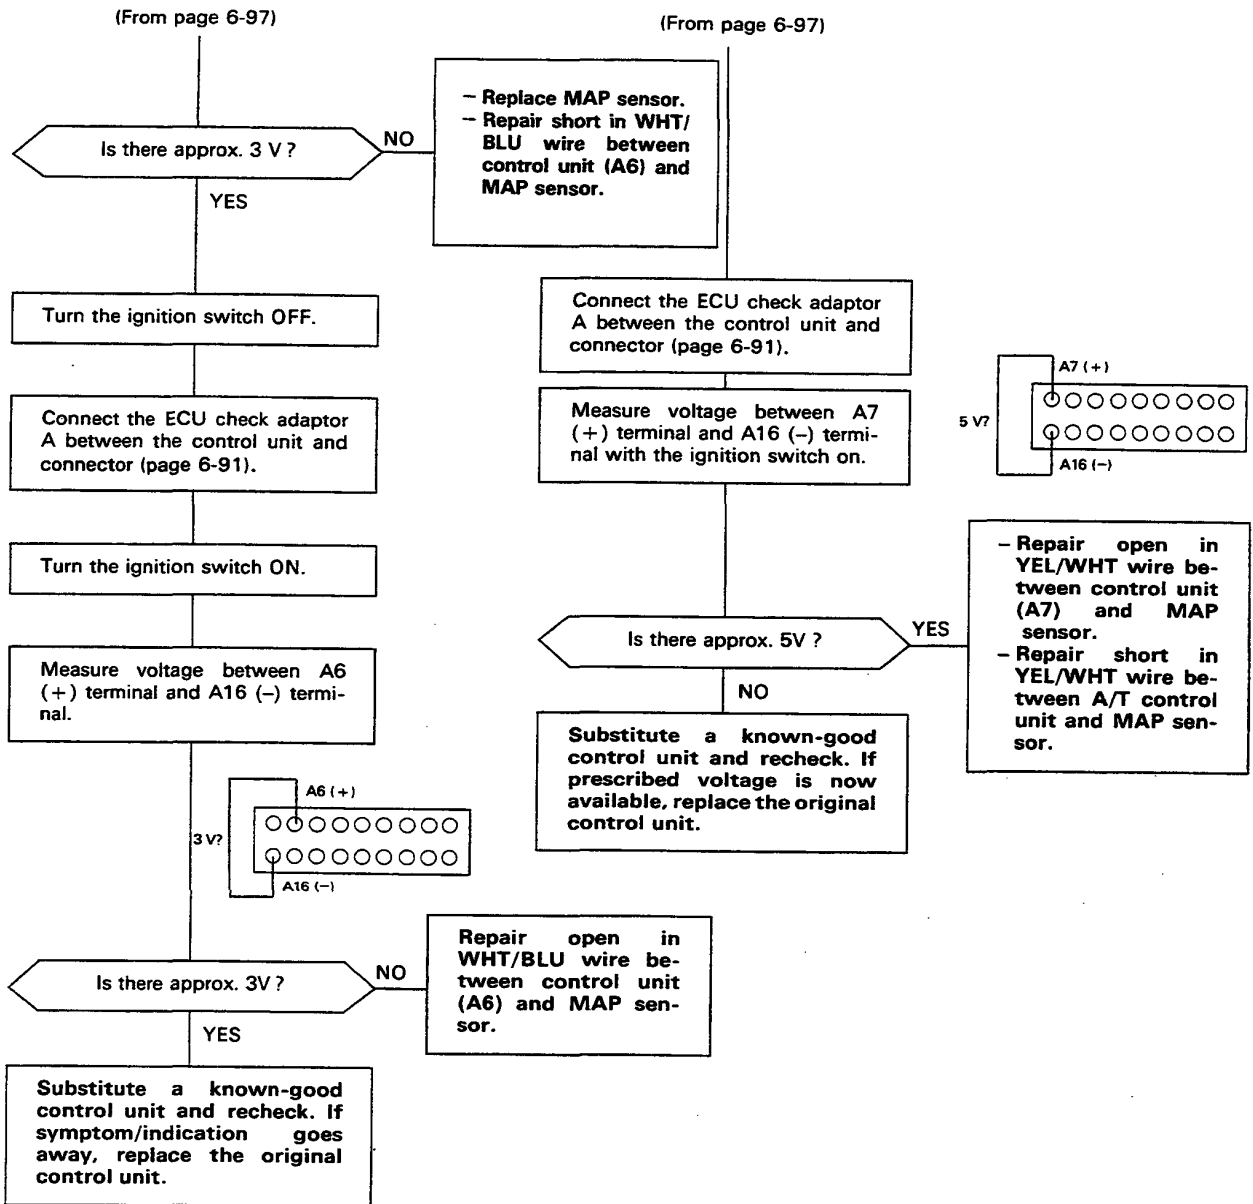 (From page 6-97)
Is there approx. 3 V ?
NO
– Replace MAP sensor.
– Repair short in WHT/
BLU wire between
control unit (A6) and
MAP sensor.
YES
Turn the ignition switch OFF.
Connect the ECU check adaptor
A between the control unit and
connector (page 6-91).
Turn the ignition switch ON.
Measure voltage between A6
(+) terminal and A16 (–) termi-
nal.
A6 (+)
3 V?
A16 (–)
Is there approx. 3V ?
NO
Repair open in
WHT/BLU wire be-
tween control unit
(A6) and MAP sen-
sor.
YES
Substitute a known-good
control unit and recheck. If
symptom/indication goes
away, replace the original
control unit.
(From page 6-97)
Connect the ECU check adaptor
A between the control unit and
connector (page 6-91).
Measure voltage between A7
(+) terminal and A16 (–) termi-
nal with the ignition switch on.
A7 (+)
5 V?
A16 (–)
Is there approx. 5V ?
YES
– Repair open in
YEL/WHT wire be-
tween control unit
(A7) and MAP
sensor.
– Repair short in
YEL/WHT wire be-
tween A/T control
unit and MAP sen-
sor.
NO
Substitute a known-good
control unit and recheck. If
prescribed voltage is now
available, replace the original
control unit.